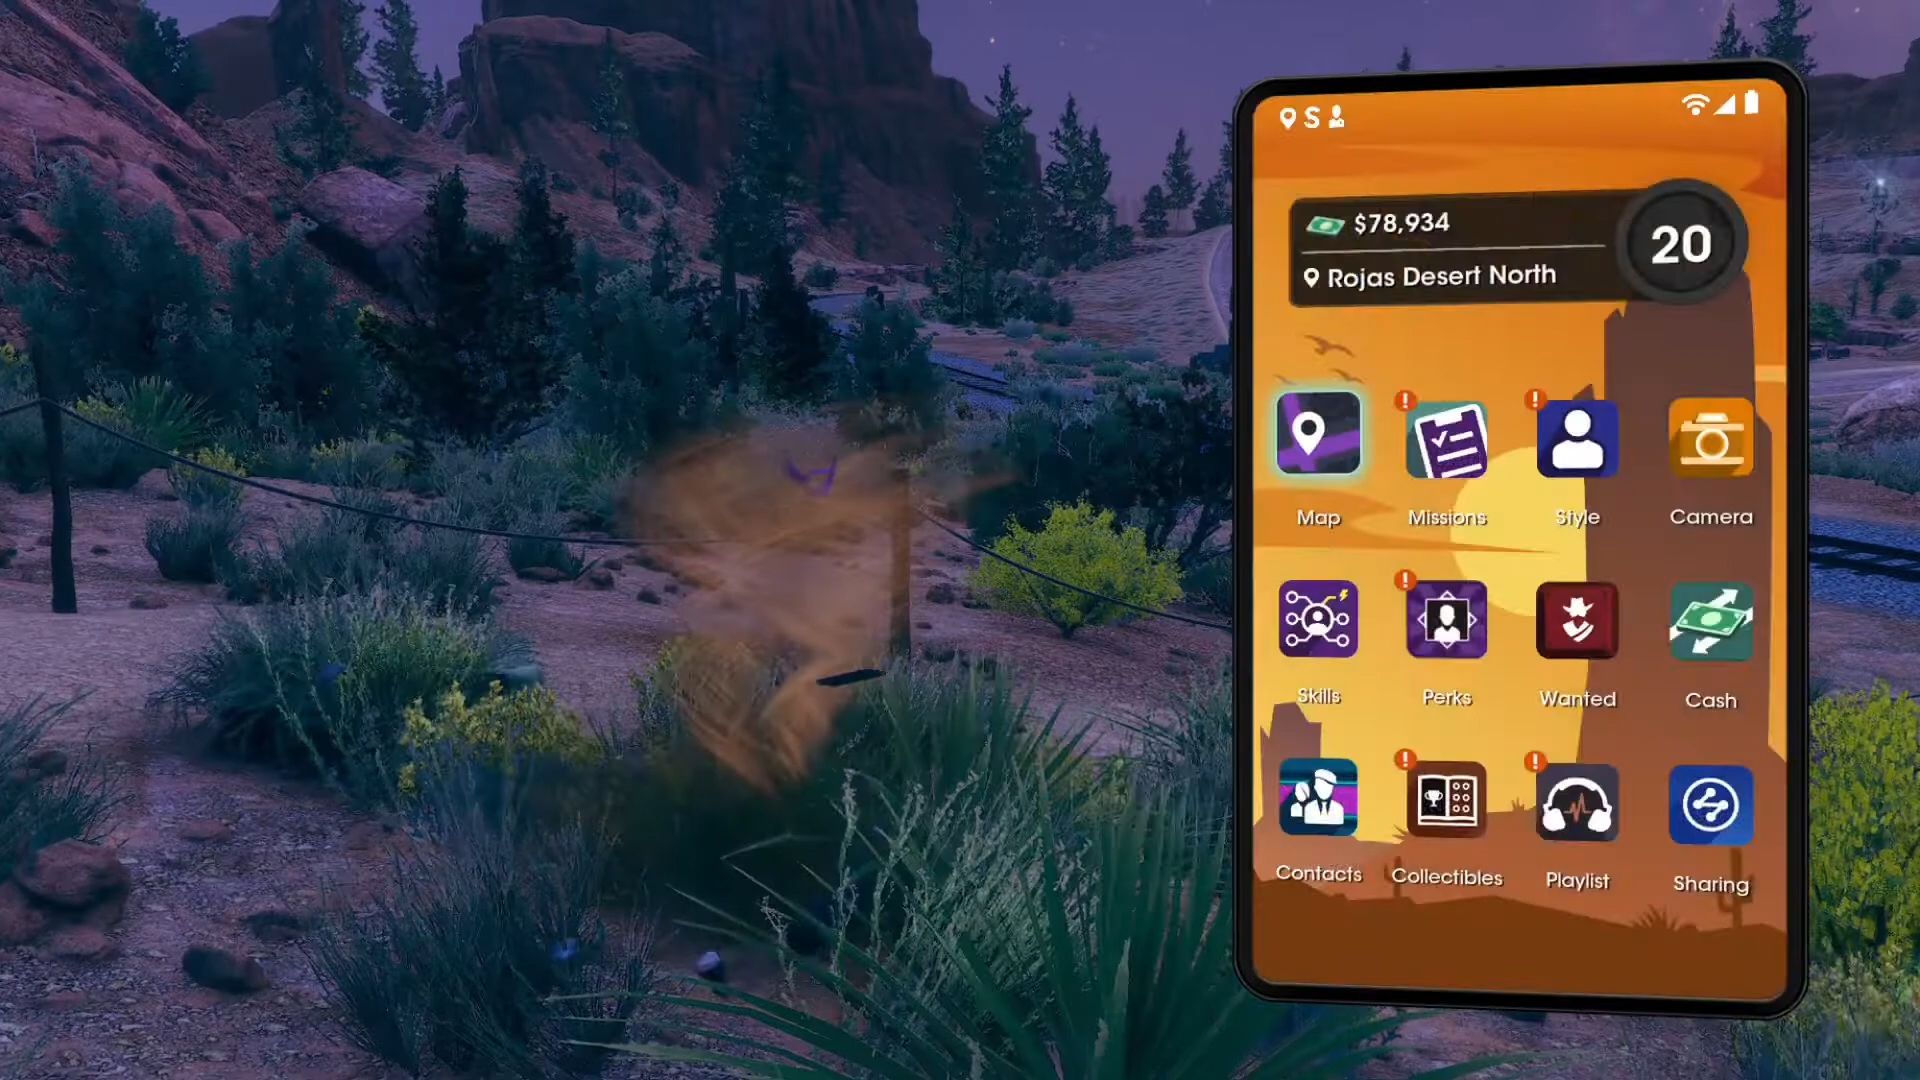 S
$78,934
20
Rojas Desert North
Map
Missions
Style
Camera
Skills
Perks
Wanted
Cash
Contacts
Collectibles
Playlist
Sharing